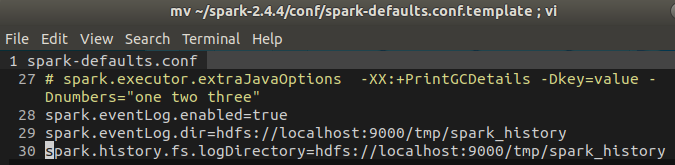 mv ~/spark-2.4.4/conf/spark-defaults.conf.template ; vi
File Edit View Search Terminal Help
1 spark-defaults.conf
27 # spark.executor.extraJavaOptions  -XX:+PrintGCDetails -Dkey=value -
Dnumbers="one two three"
28 spark.eventLog.enabled=true
29 spark.eventLog.dir=hdfs://localhost:9000/tmp/spark_history
30 spark.history.fs.logDirectory=hdfs://localhost:9000/tmp/spark_history